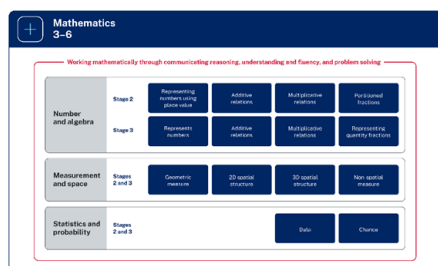 Mathematics
3–6
Working mathematically through communicating reasoning, understanding and fluency, and problem solving
Number
and algebra
Stage 2
Representing
numbers using
place value
Additive
relations
Multiplicative
relations
Partitioned
fractions
Stage 3
Represents
numbers
Additive
relations
Multiplicative
relations
Representing
quantity fractions
Measurement
and space
Stages
2 and 3
Geometric
measure
2D spatial
structure
3D spatial
structure
Non spatial
measure
Statistics and
probability
Stages
2 and 3
Data
Chance